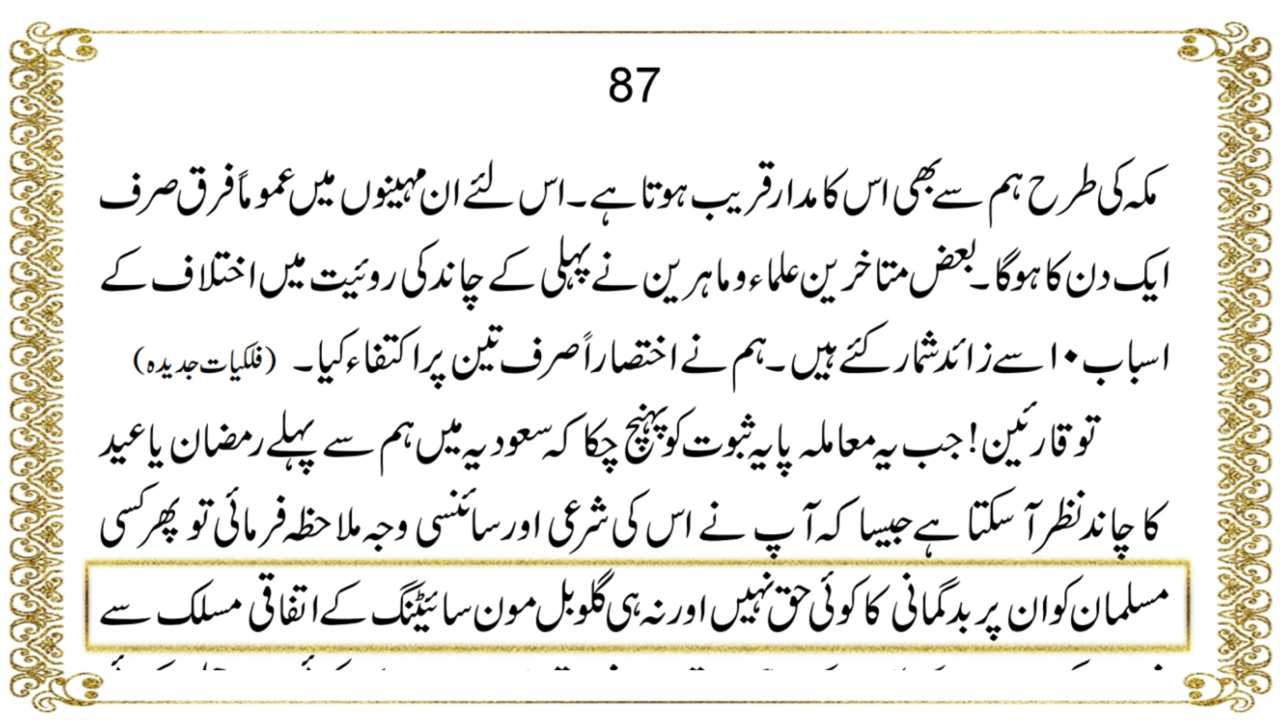 87
مکہ کی طرح ہم سے بھی اس کا مدار قریب ہوتا ہے۔ اس لئے ان مہینوں میں عموماً فرق صرف
ایک دن کا ہوگا۔ بعض متاخرین علماء و ماہرین نے پہلی کے چاند کی روئیت میں اختلاف کے
اسباب ۱۰ سے زائد شمار کئے ہیں۔ ہم نے اختصاراً صرف تین پر اکتفاء کیا۔ (فلکیات جدیدہ)
تو قارئین! جب یہ معاملہ پایہ ثبوت کو پہنچ چکا کہ سعودیہ میں ہم سے پہلے رمضان یا عید
کا چاند نظر آ سکتا ہے جیسا کہ آپ نے اس کی شرعی اور سائنسی وجہ ملاحظہ فرمائی تو پھر کسی
مسلمان کو ان پر بدگمانی کا کوئی حق نہیں اور نہ ہی گلوبل مون سائیٹنگ کے اتفاقی مسلک سے